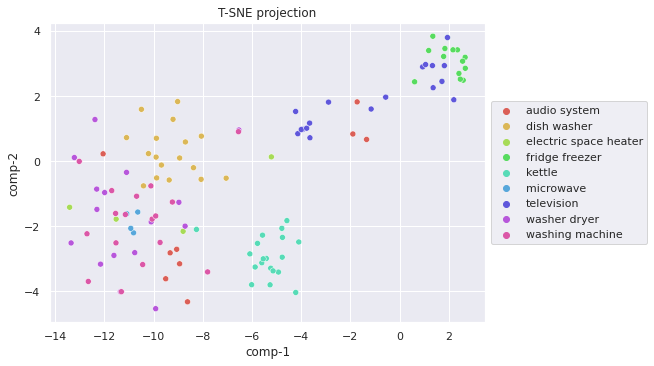 T-SNE projection
4
2
0
−2
−4
comp-2
−14
−12
−10
−8
−6
−4
−2
0
2
comp-1
audio system
dish washer
electric space heater
fridge freezer
kettle
microwave
television
washer dryer
washing machine